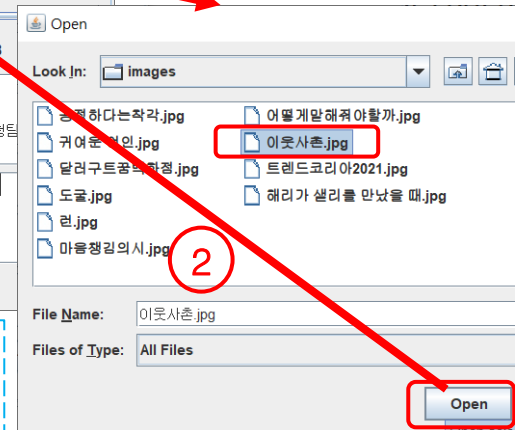 Open
Look In: images
하다는착각.jpg
귀여운
인.jpg
달러구트꿈
화점.jpg
도굴.jpg
런.jpg
마음챙김의시.jpg
어떻게말해줘야할까.jpg
이웃사촌.jpg
트렌드코리아2021.jpg
해리가 샐리를 만났을 때.jpg
2
File Name: 이웃사촌.jpg
Files of Type: All Files
Open